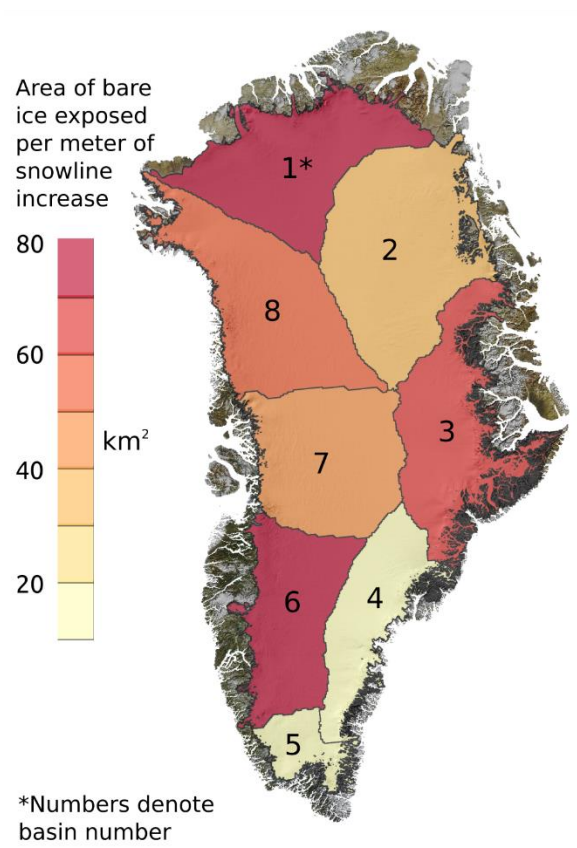 Area of bare
ice exposed
per meter of
snowline
increase
80
60
40
20
km²
1*
2
8
3
7
6
4
5
*Numbers denote
basin number